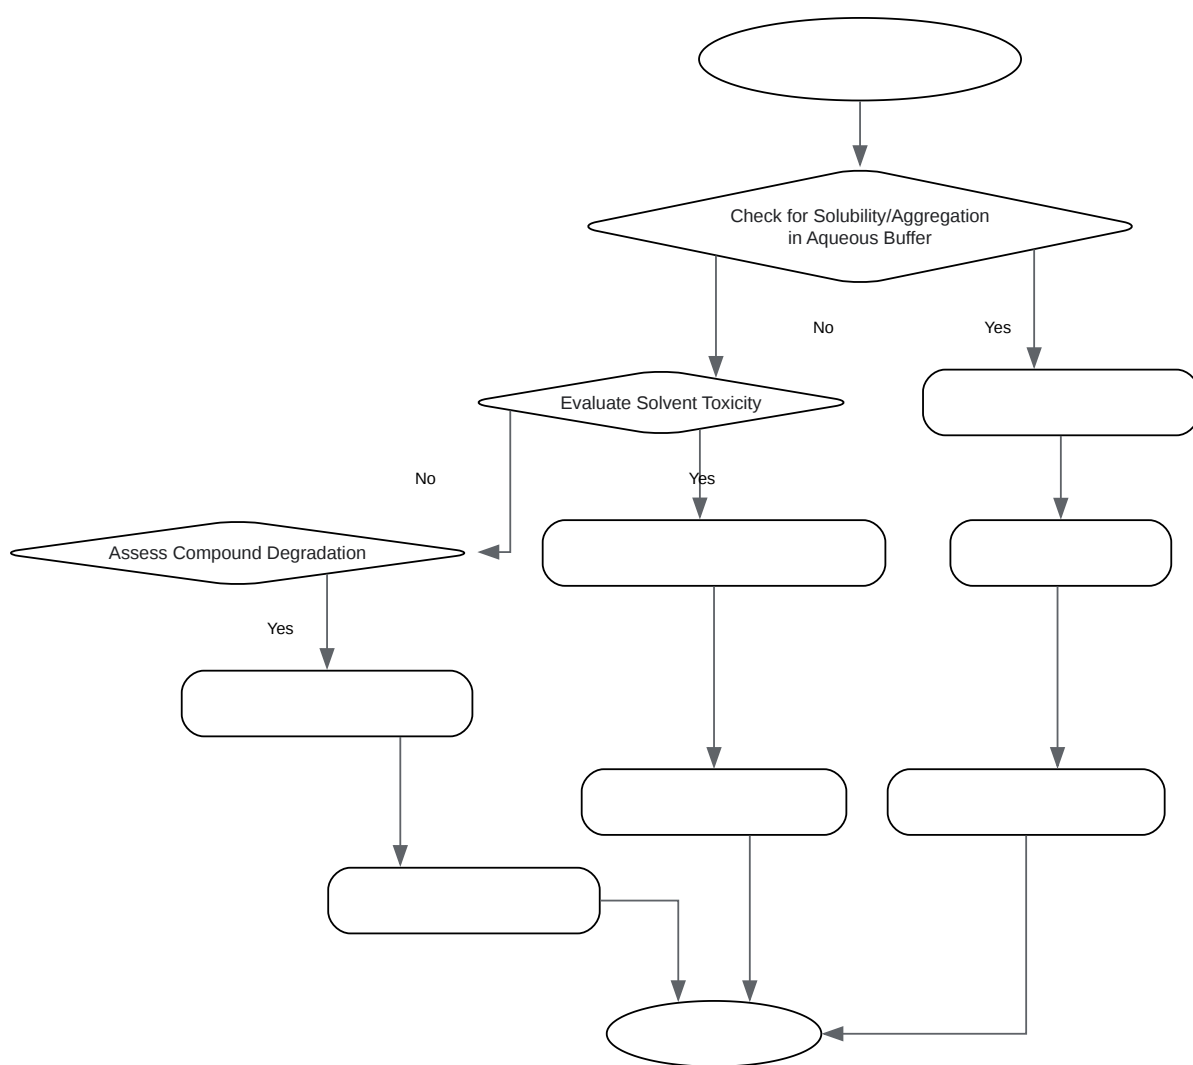 Check for Solubility/Aggregation
in Aqueous Buffer
No
Yes
Evaluate Solvent Toxicity
No
Yes
Assess Compound Degradation
Yes